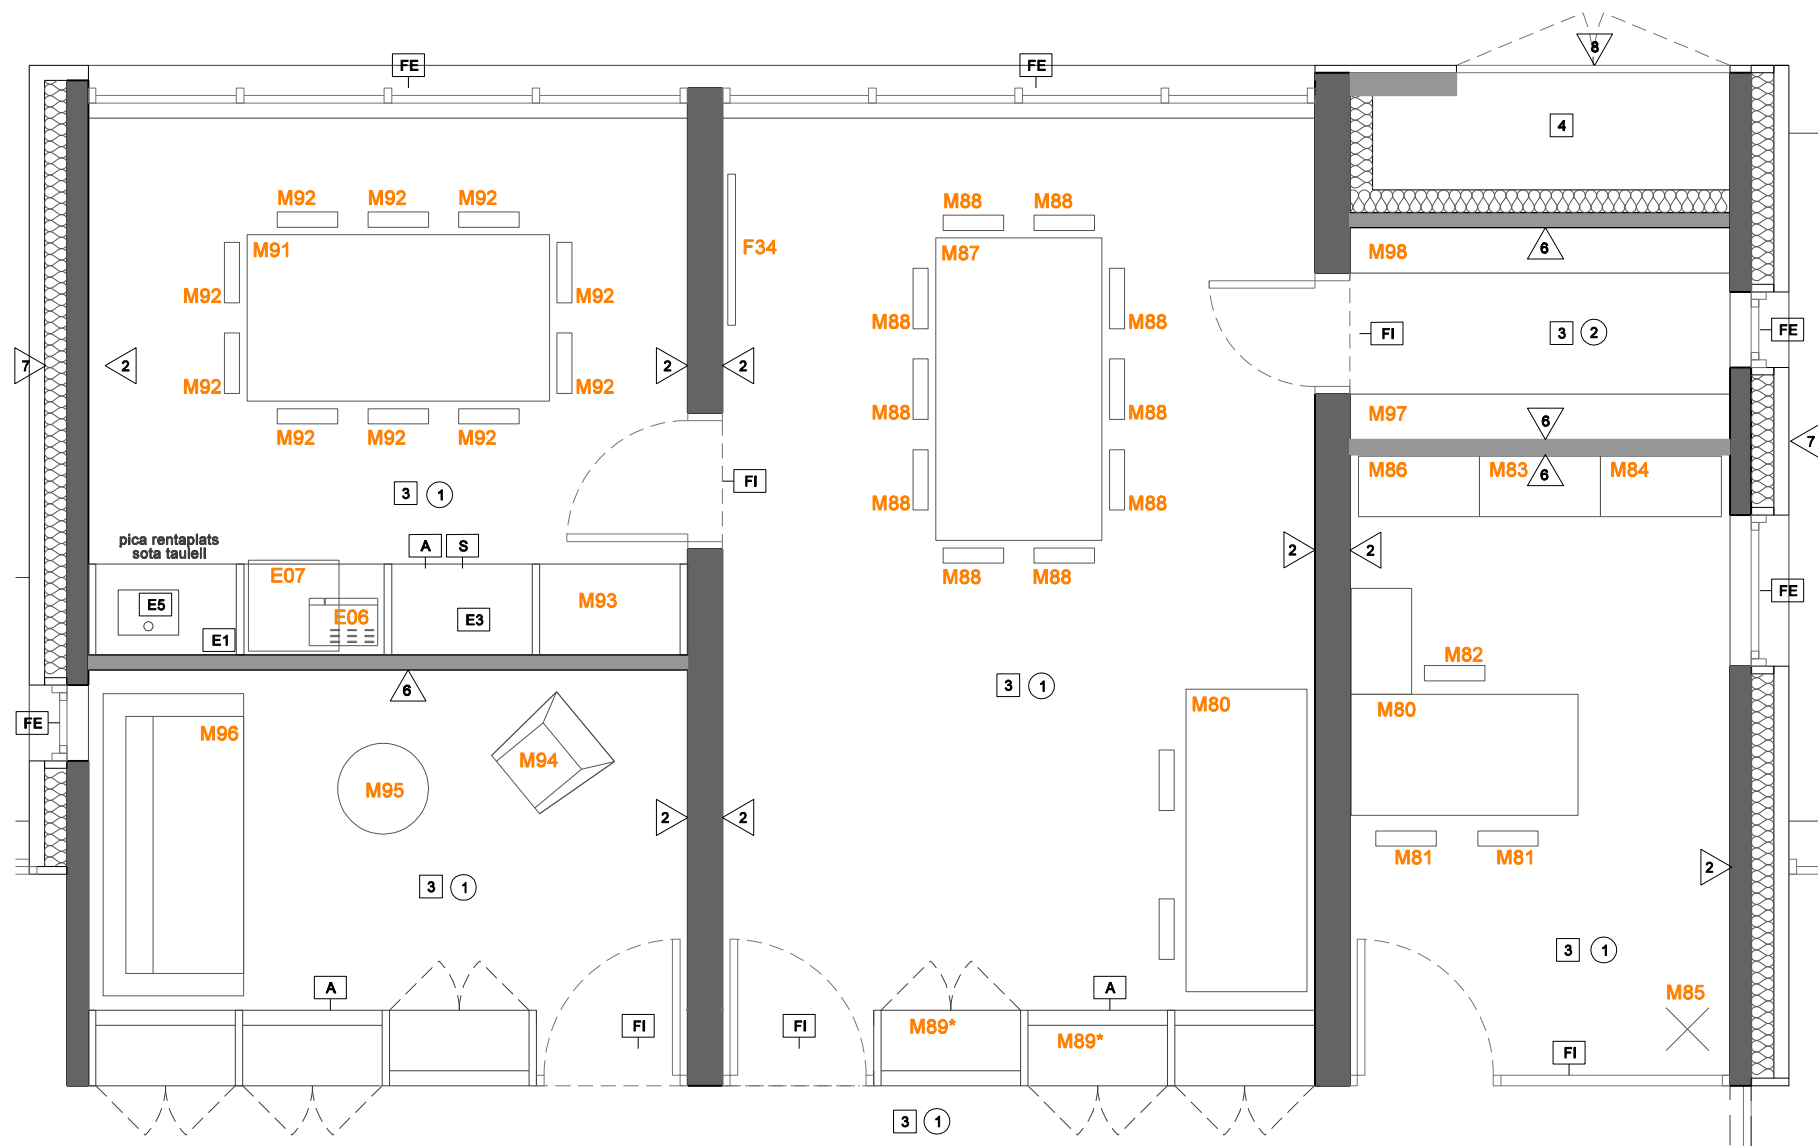 FE
FE
8
4
M92 M92 M92
M88 M88
M91
F34
M87
6
M98
M92
M92
M88
M88
FI
3 2
FE
7
2
2
2
M92
M92
M88
M88
M97
6
7
M92 M92 M92
M86
M83
6
M84
3 1
FI
M88
M88
pica rentaplats
sota taulell
A
S
2
2
E07
M88 M88
FE
E5
E06
M93
E3
E1
M82
6
3 1
M80
M80
FE
M96
M94
M95
2
2
M81
M81
2
3 1
3 1
A
A
M85
FI
FI
M89*
M89*
FI
3 1